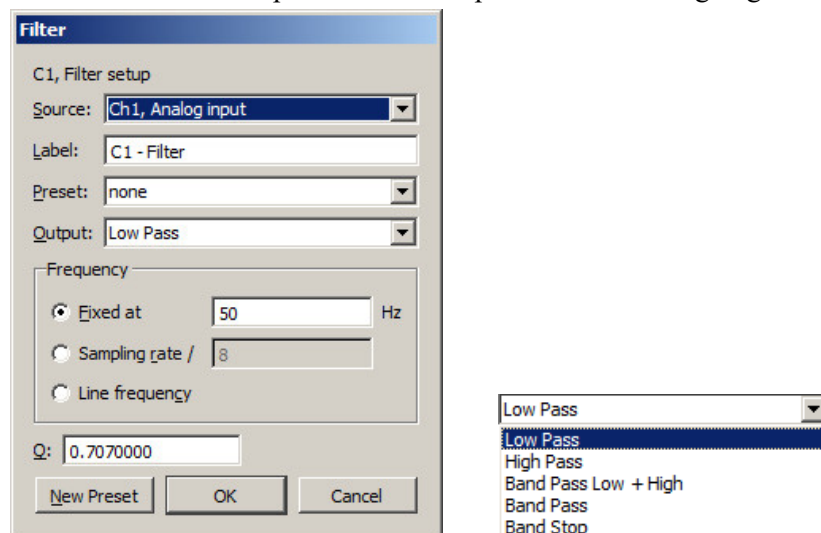 Filter
C1, Filter setup
Source: Ch1, Analog input
Label: C1 - Filter
Preset: none
Output: Low Pass
Frequency
Fixed at 50 Hz
Sampling rate / 8
Line frequency
Q: 0.7070000
New Preset OK Cancel
Low Pass
Low Pass
High Pass
Band Pass Low + High
Band Pass
Band Stop